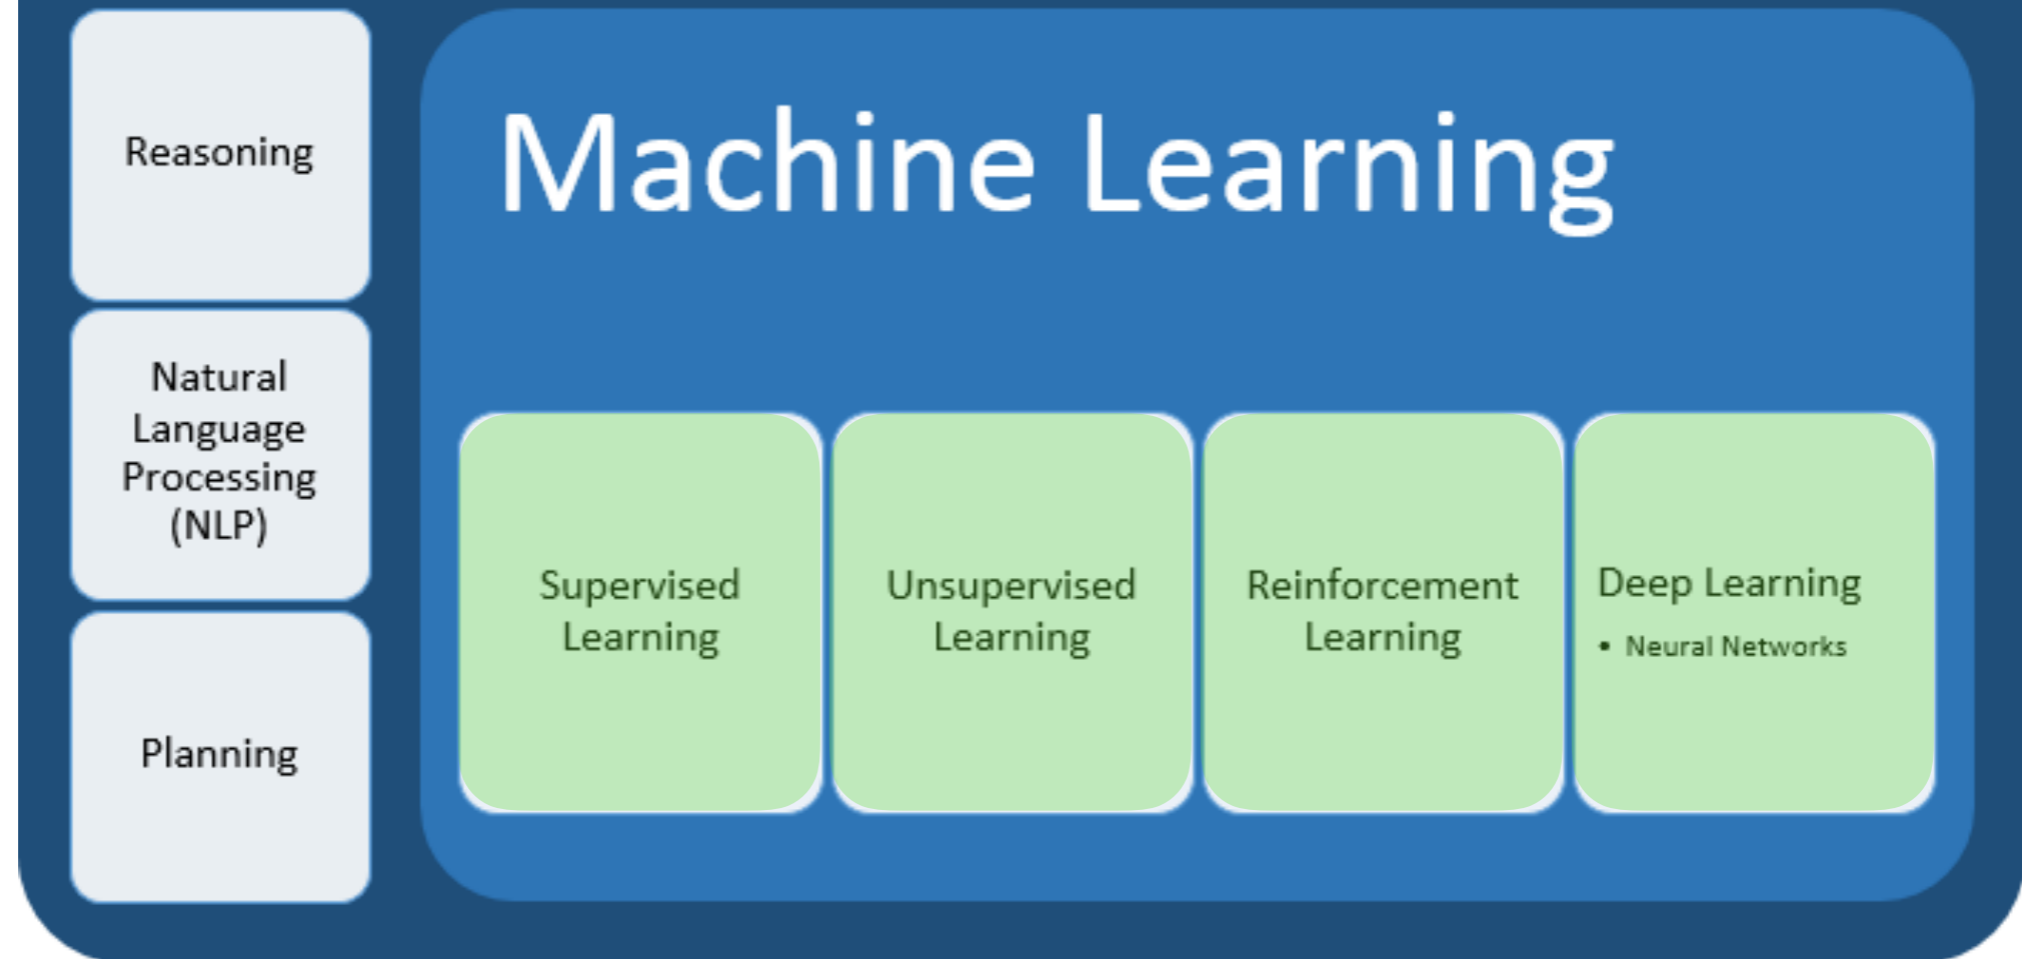 Reasoning
Natural
Language
Processing
(NLP)
Planning
Machine Learning
Supervised
Learning
Unsupervised
Learning
Reinforcement
Learning
Deep Learning
• Neural Networks